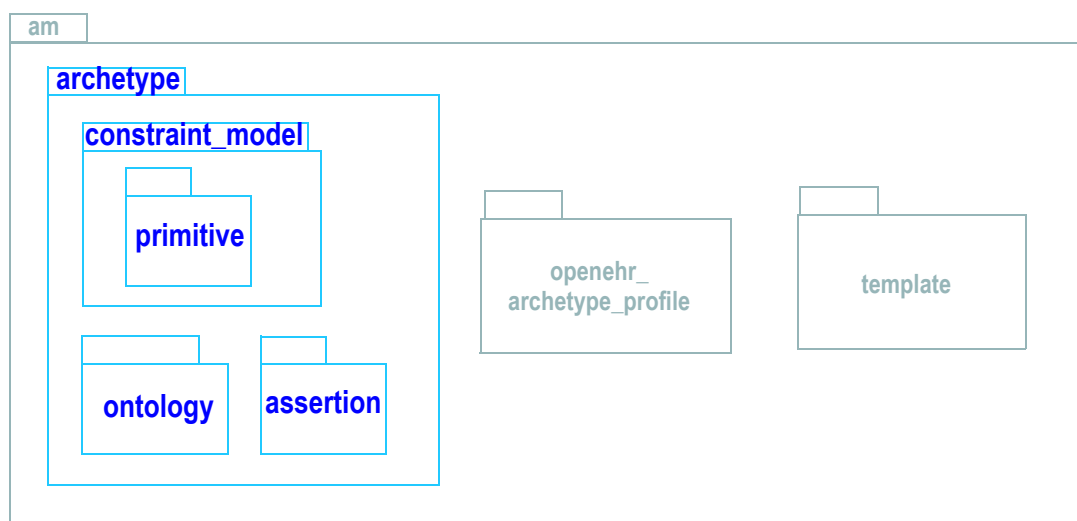 am
archetype
constraint_model
primitive
openehr_
archetype_profile
template
ontology
assertion